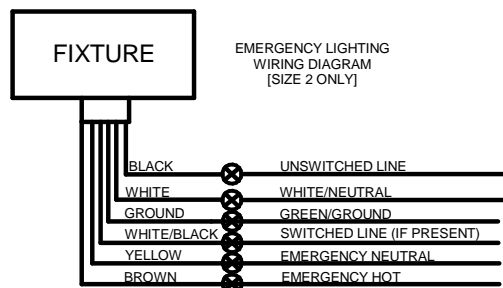 FIXTURE
EMERGENCY LIGHTING
WIRING DIAGRAM
[SIZE 2 ONLY]
BLACK UNSWITCHED LINE
WHITE WHITE/NEUTRAL
GROUND GREEN/GROUND
WHITE/BLACK SWITCHED LINE (IF PRESENT)
YELLOW EMERGENCY NEUTRAL
BROWN EMERGENCY HOT